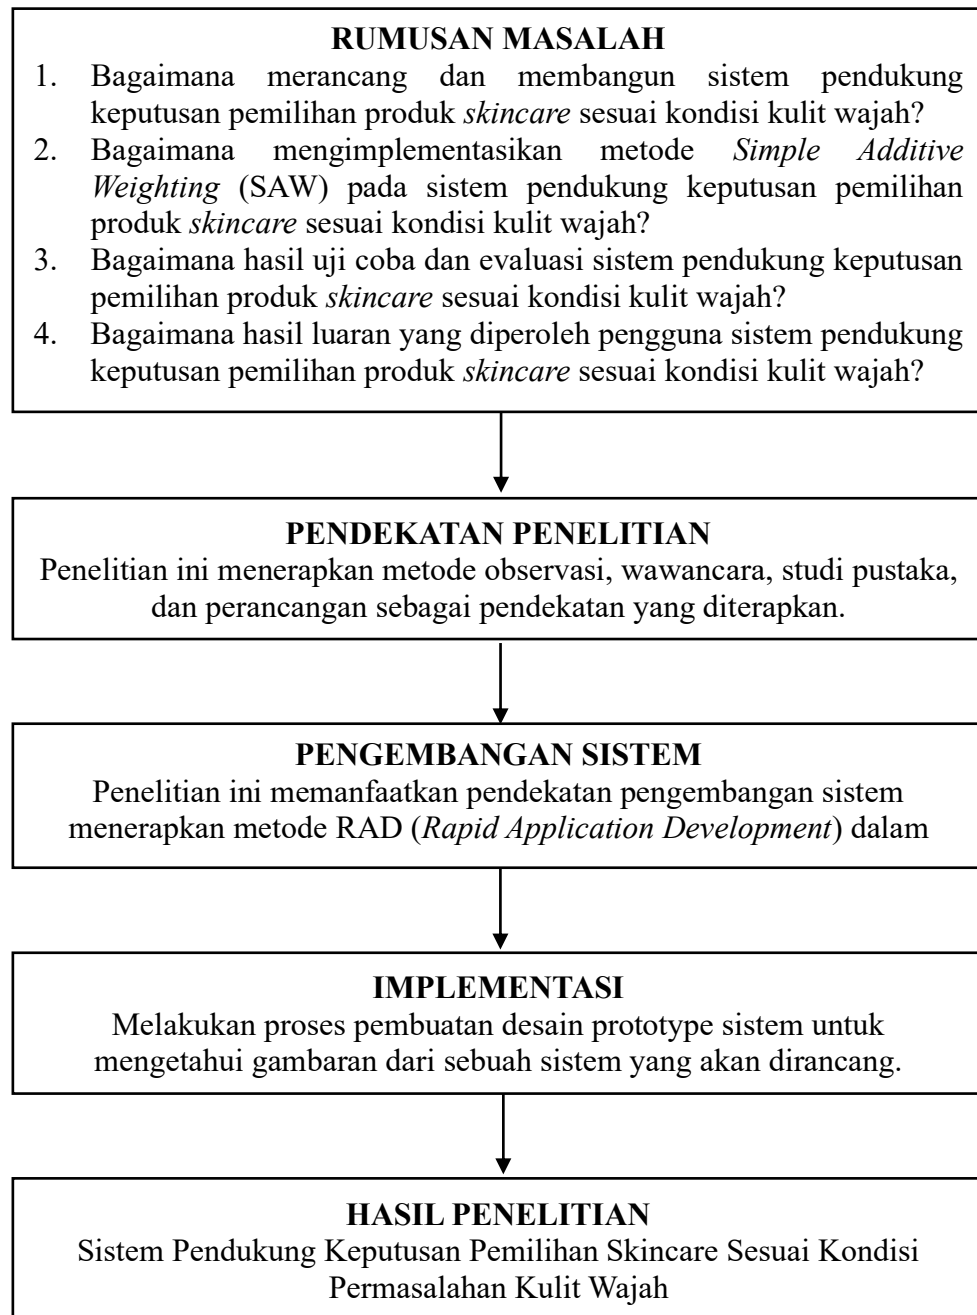 RUMUSAN MASALAH
1. Bagaimana merancang dan membangun sistem pendukung
keputusan pemilihan produk skincare sesuai kondisi kulit wajah?
2. Bagaimana mengimplementasikan metode Simple Additive
Weighting (SAW) pada sistem pendukung keputusan pemilihan
produk skincare sesuai kondisi kulit wajah?
3. Bagaimana hasil uji coba dan evaluasi sistem pendukung keputusan
pemilihan produk skincare sesuai kondisi kulit wajah?
4. Bagaimana hasil luaran yang diperoleh pengguna sistem pendukung
keputusan pemilihan produk skincare sesuai kondisi kulit wajah?
PENDEKATAN PENELITIAN
Penelitian ini menerapkan metode observasi, wawancara, studi pustaka,
dan perancangan sebagai pendekatan yang diterapkan.
PENGEMBANGAN SISTEM
Penelitian ini memanfaatkan pendekatan pengembangan sistem
menerapkan metode RAD (Rapid Application Development) dalam
IMPLEMENTASI
Melakukan proses pembuatan desain prototype sistem untuk
mengetahui gambaran dari sebuah sistem yang akan dirancang.
HASIL PENELITIAN
Sistem Pendukung Keputusan Pemilihan Skincare Sesuai Kondisi
Permasalahan Kulit Wajah